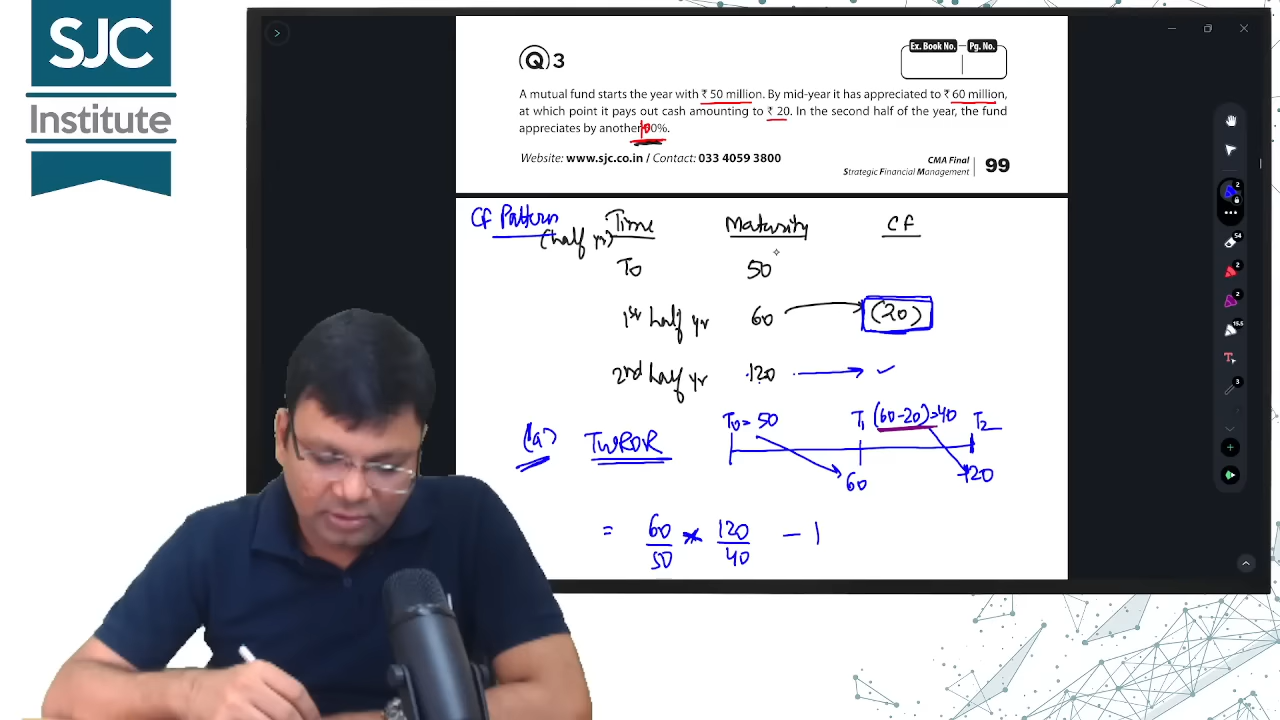 SJC
Institute
Q 3
Ex. Book No. Pg. No.
A mutual fund starts the year with ₹ 50 million. By mid-year it has appreciated to ₹ 60 million,
at which point it pays out cash amounting to ₹ 20. In the second half of the year, the fund
appreciates by another 100%.
Website: www.sjc.co.in / Contact: 033 4059 3800
CMA Final
Strategic Financial Management
99
CF Pattern (half yr) Time Maturity CF
T0 50
1st half yr 60 (20)
2nd half yr 120
(a) TWROR
T0 = 50 T1 (60-20)=40 T2
60 120
= 60/50 × 120/40 - 1